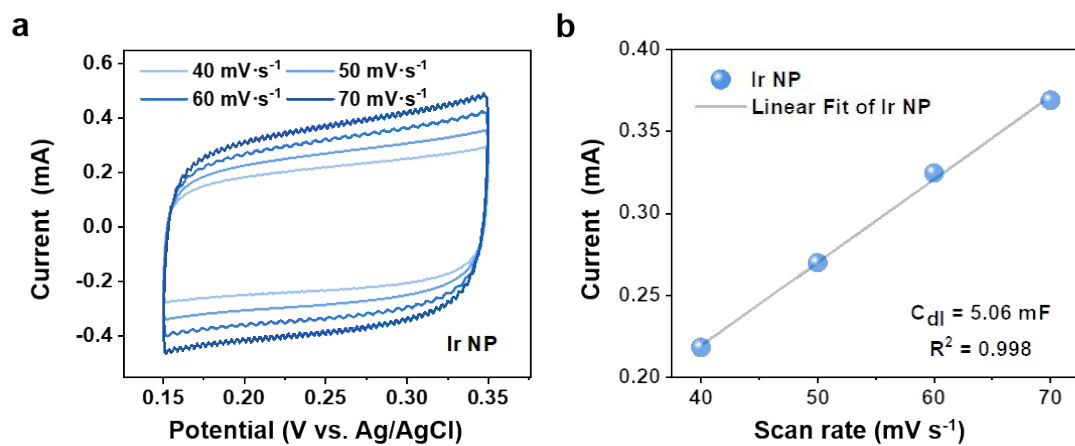 a
0.6
0.4
0.2
0.0
-0.2
-0.4
Current (mA)
40 mV·s⁻¹ 50 mV·s⁻¹
60 mV·s⁻¹ 70 mV·s⁻¹
Ir NP
0.15 0.20 0.25 0.30 0.35
Potential (V vs. Ag/AgCl)
b
0.40
0.35
0.30
0.25
0.20
Current (mA)
Ir NP
Linear Fit of Ir NP
C_dl = 5.06 mF
R² = 0.998
40 50 60 70
Scan rate (mV s⁻¹)